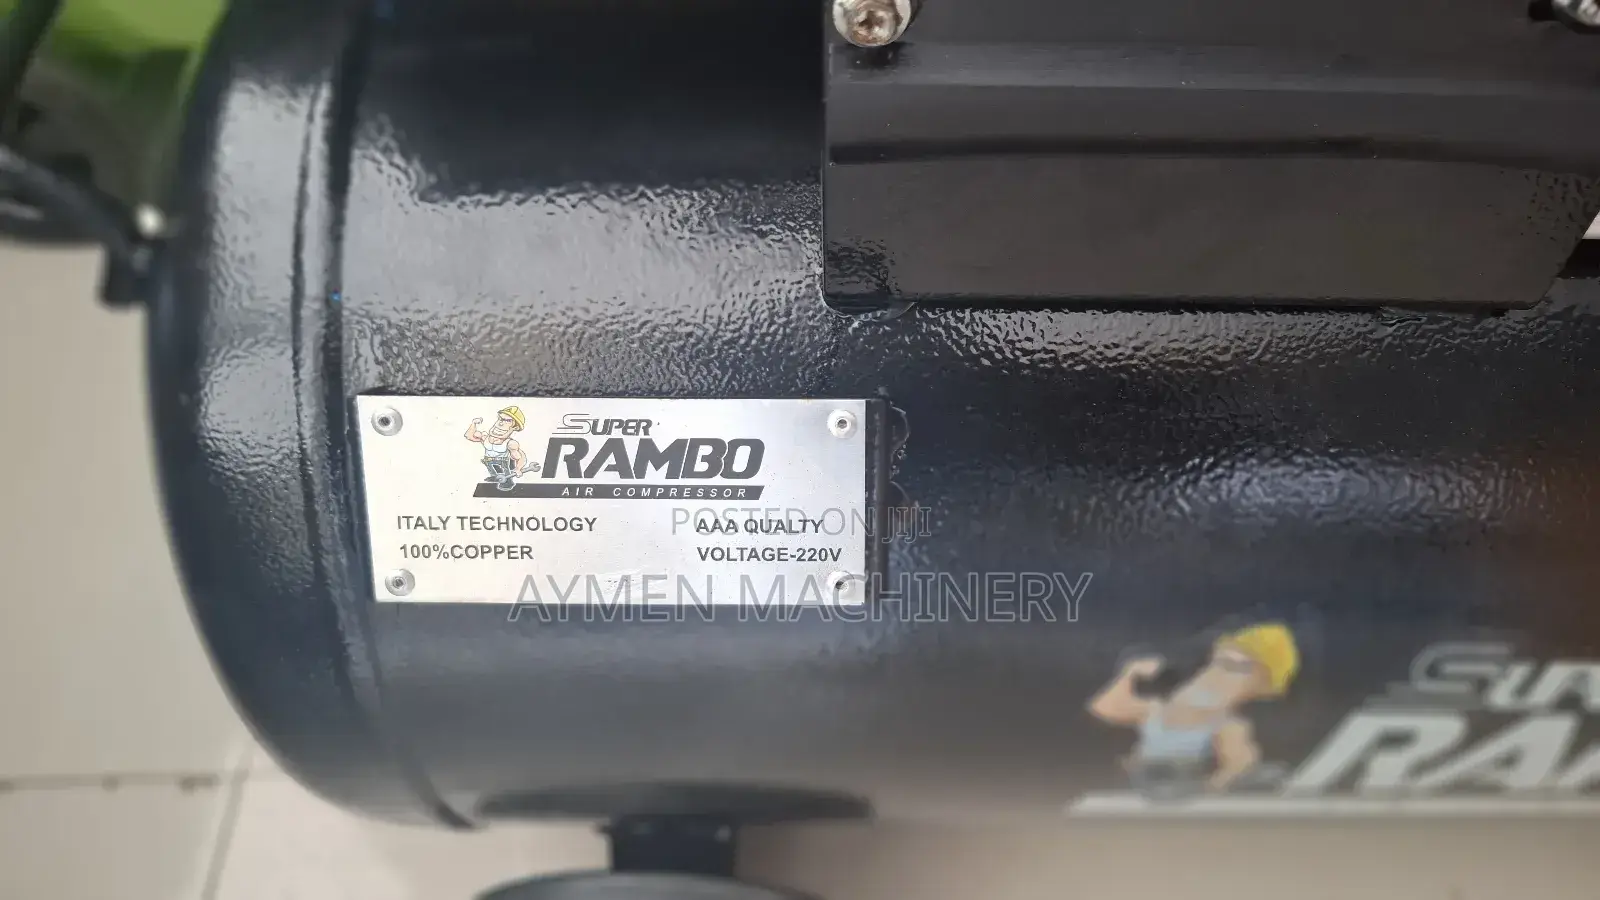 SUPER
RAMBO
AIR COMPRESSOR
ITALY TECHNOLOGY
AAA QUALTY
100%COPPER
VOLTAGE-220V
POSTED ON JIJI
AYMEN MACHINERY